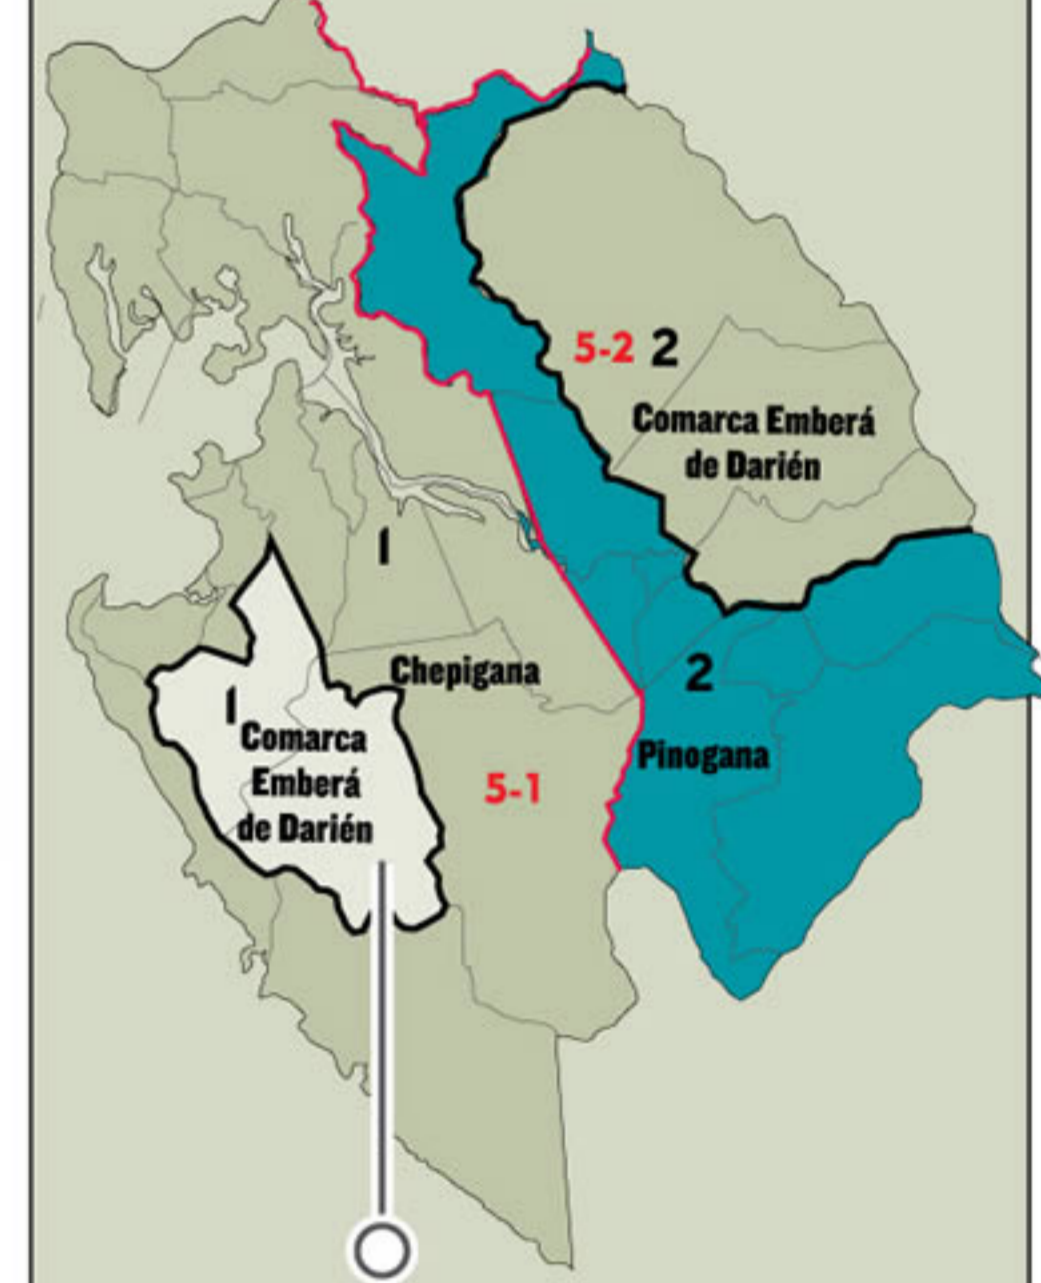 5-2 2
Comarca Emberá
de Darién
1
Chepigana
2
Pinogana
1
Comarca
Emberá
de Darién
5-1